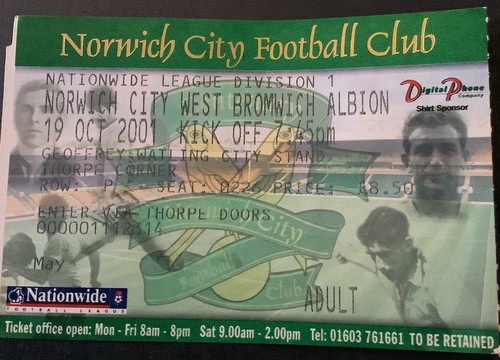 Norwich City Football Club
NATIONWIDE LEAGUE DIVISION 1
NORWICH CITY WEST BROMWICH ALBION
19 OCT 2001 KICK OFF 7.45pm
GEOFFREY WATLING CITY STAND
THORPE CORNER
ROW: P SEAT: 0226 PRICE: £8.50
ENTER VIA THORPE DOORS
000001112314
May
ADULT
Digital Phone
Company
Shirt Sponsor
City
Football
Club
Nationwide
FOOTBALL LEAGUE
Ticket office open: Mon - Fri 8am - 8pm Sat 9.00am - 2.00pm Tel: 01603 761661 TO BE RETAINED